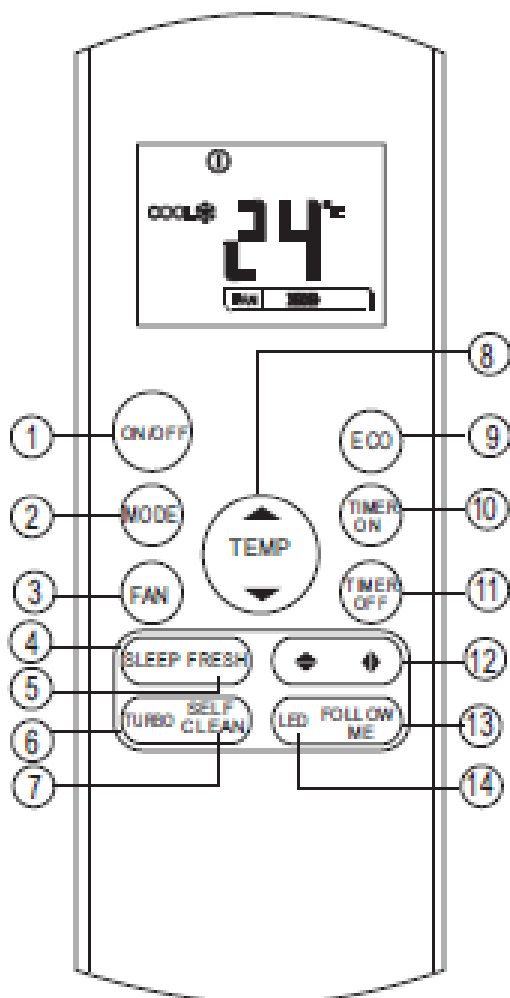 COOL
24°C
FAN
8
1
ON/OFF
ECO
9
2
MODE
TEMP
TIMER
ON
10
3
FAN
TIMER
OFF
11
4
SLEEP FRESH
12
5
TURBO SELF
CLEAN
LED FOLLOW
ME
13
6
7
14